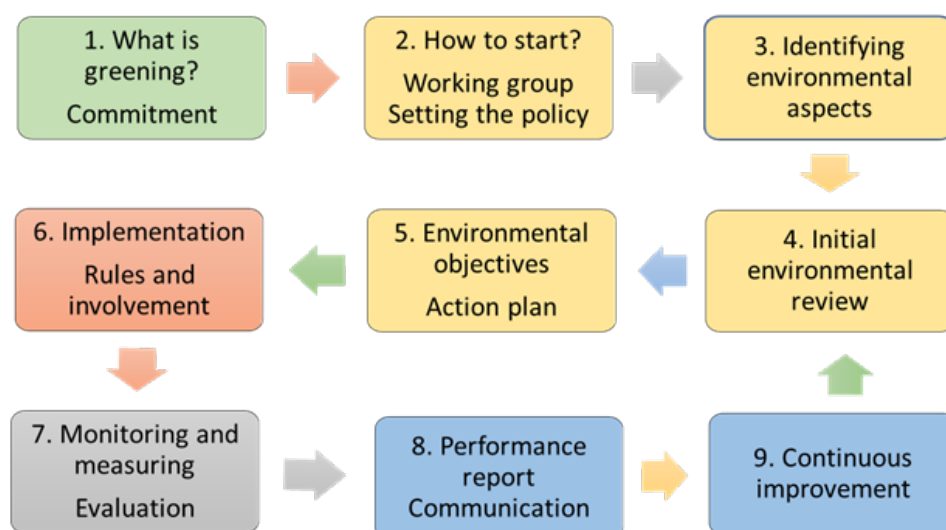 1. What is
greening?
Commitment
2. How to start?
Working group
Setting the policy
3. Identifying
environmental
aspects
6. Implementation
Rules and
involvement
5. Environmental
objectives
Action plan
4. Initial
environmental
review
7. Monitoring and
measuring
Evaluation
8. Performance
report
Communication
9. Continuous
improvement